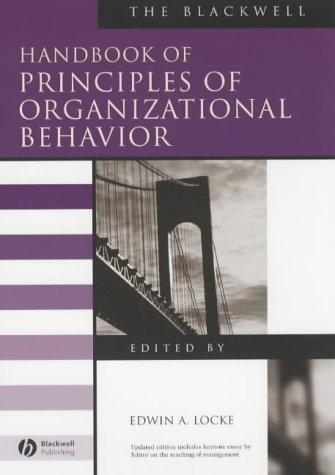 THE BLACKWELL
HANDBOOK OF
PRINCIPLES OF
ORGANIZATIONAL
BEHAVIOR
EDITED BY
EDWIN A. LOCKE
Updated edition includes keynote essay by
Editor on the teaching of management
Blackwell
Publishing